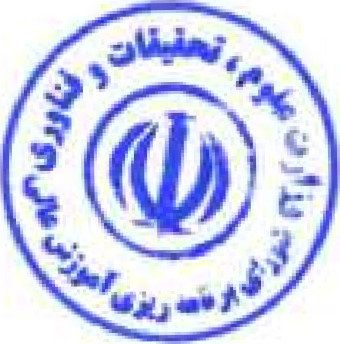 وزارت علوم، تحقیقات و فناوری
شورای برنامه ریزی آموزش عالی